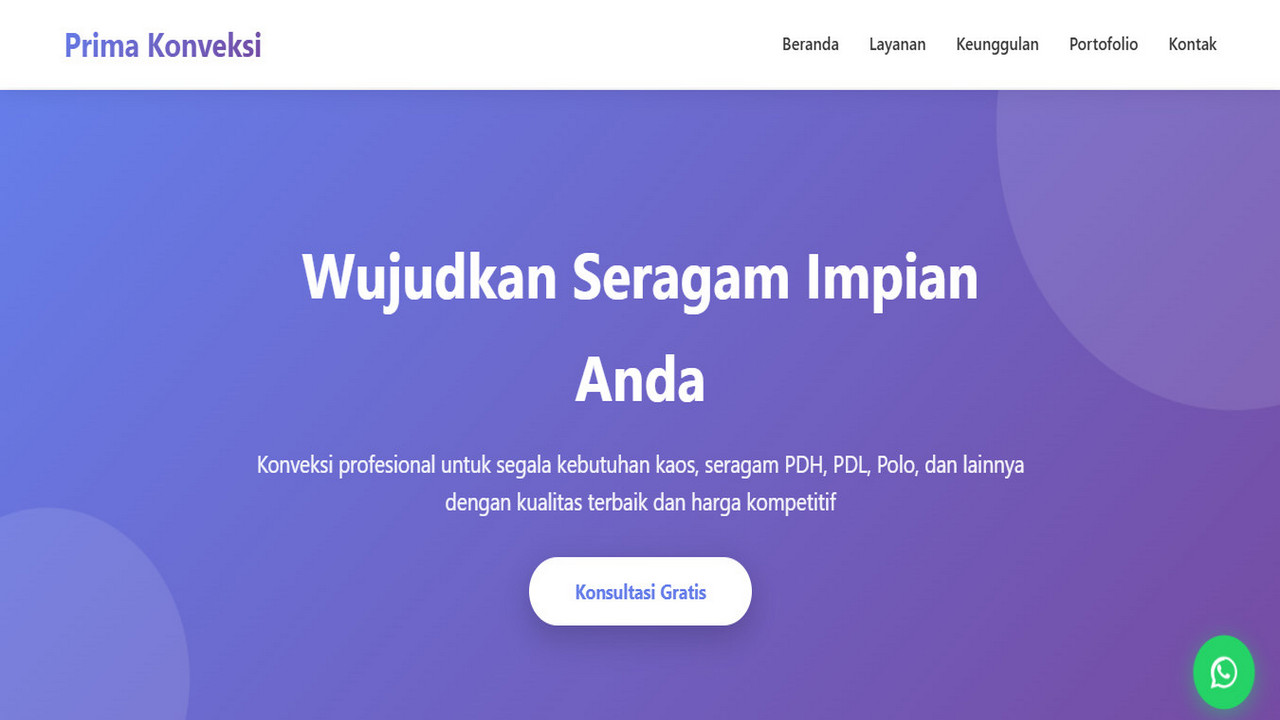 Prima Konveksi
Beranda Layanan Keunggulan Portofolio Kontak
Wujudkan Seragam Impian
Anda
Konveksi profesional untuk segala kebutuhan kaos, seragam PDH, PDL, Polo, dan lainnya
dengan kualitas terbaik dan harga kompetitif
Konsultasi Gratis